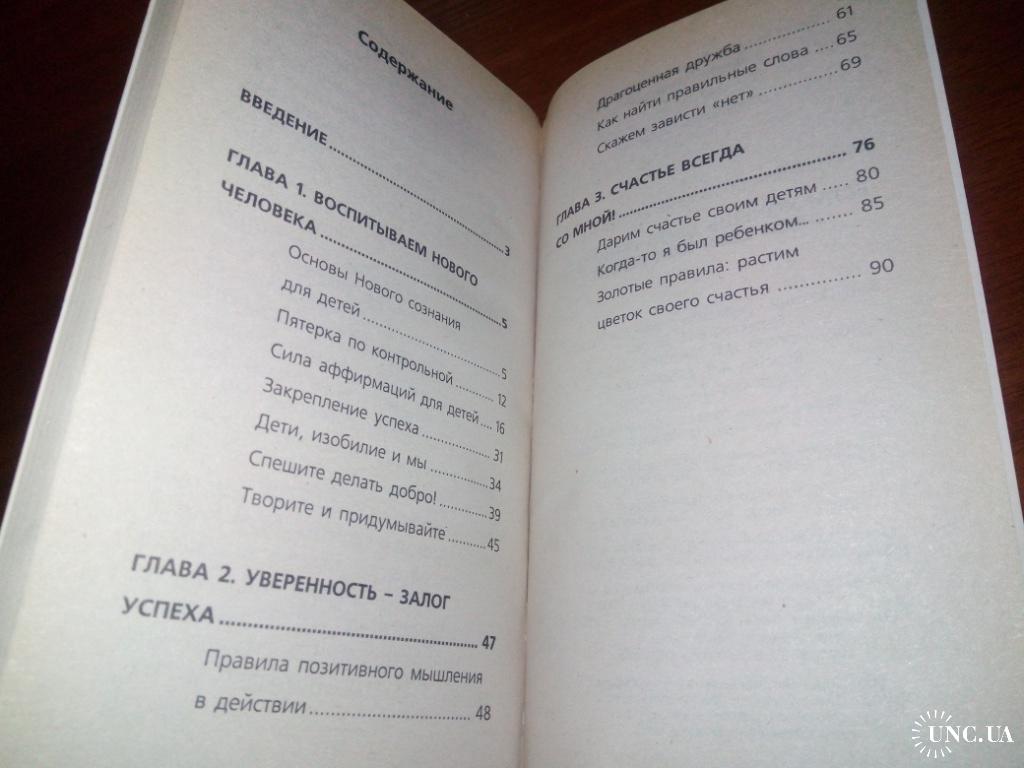 Содержание
ВВЕДЕНИЕ.....................................3
ГЛАВА 1. ВОСПИТЫВАЕМ НОВОГО
ЧЕЛОВЕКА.....................................5
Основы Нового сознания
для детей.....................................5
Пятерка по контрольной..........12
Сила аффирмаций для детей....16
Закрепление успеха................31
Дети, изобилие и мы..............34
Спешите делать добро!...........39
Творите и придумывайте.........45
ГЛАВА 2. УВЕРЕННОСТЬ – ЗАЛОГ
УСПЕХА.....................................47
Правила позитивного мышления
в действии.............................48
Драгоценная дружба................61
Как найти правильные слова ....65
Скажем зависти «нет»..............69
ГЛАВА 3. СЧАСТЬЕ ВСЕГДА
СО МНОЙ!.....................................76
Дарим счастье своим детям .....80
Когда-то я был ребенком... .......85
Золотые правила: растим
цветок своего счастья .............90
UNC.UA